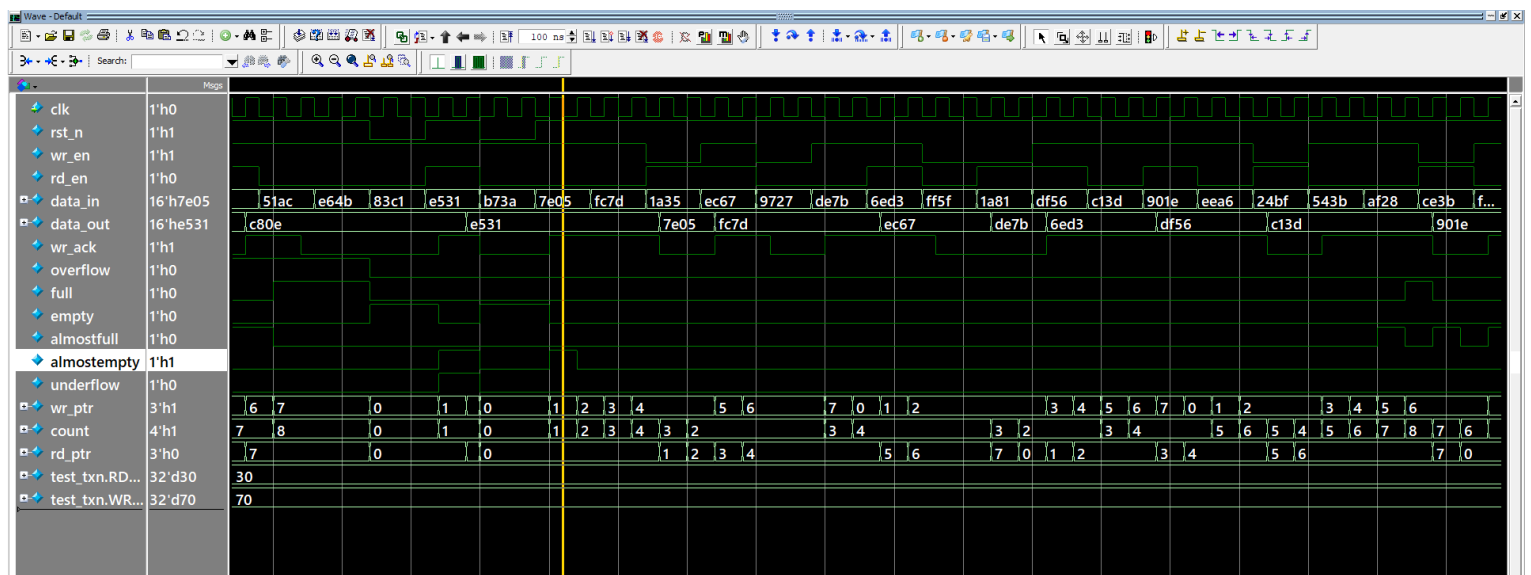 Wave - Default
100 ns
Search:
Msgs
clk 1'h0
rst_n 1'h1
wr_en 1'h1
rd_en 1'h0
data_in 16'h7e05 51ac e64b 83c1 e531 b73a 7e05 fc7d 1a35 ec67 9727 de7b 6ed3 ff5f 1a81 df56 c13d 901e eea6 24bf 543b af28 ce3b f...
data_out 16'he531 c80e e531 7e05 fc7d ec67 de7b 6ed3 df56 c13d 901e
wr_ack 1'h1
overflow 1'h0
full 1'h0
empty 1'h0
almostfull 1'h0
almostempty 1'h1
underflow 1'h0
wr_ptr 3'h1 6 7 0 1 0 1 2 3 4 5 6 7 0 1 2 3 4 5 6 7 0 1 2 3 4 5 6
count 4'h1 7 8 0 1 0 1 2 3 4 3 2 3 4 3 2 3 4 5 6 5 4 5 6 7 8 7 6
rd_ptr 3'h0 7 0 0 1 2 3 4 5 6 7 0 1 2 3 4 5 6 7 0
test_txn.RD... 32'd30 30
test_txn.WR... 32'd70 70